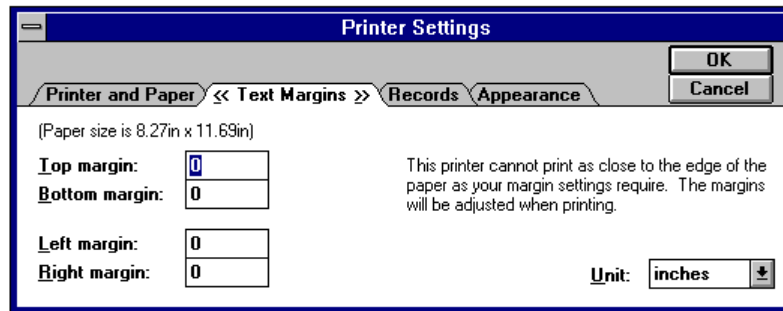 Printer Settings
OK
Cancel
Printer and Paper << Text Margins >> Records Appearance
(Paper size is 8.27in x 11.69in)
Top margin: 0
Bottom margin: 0
Left margin: 0
Right margin: 0
This printer cannot print as close to the edge of the
paper as your margin settings require. The margins
will be adjusted when printing.
Unit: inches